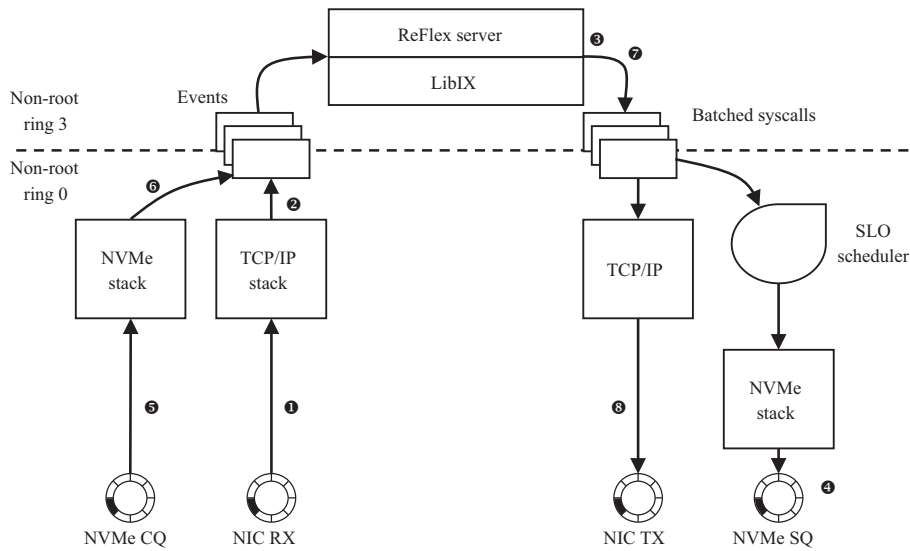 ReFlex server
❸
❼
LibIX
Non-root
ring 3
Events
Batched syscalls
Non-root
ring 0
❻
❷
NVMe
stack
TCP/IP
stack
TCP/IP
SLO
scheduler
NVMe
stack
❺
❶
❽
❹
NVMe CQ
NIC RX
NIC TX
NVMe SQ